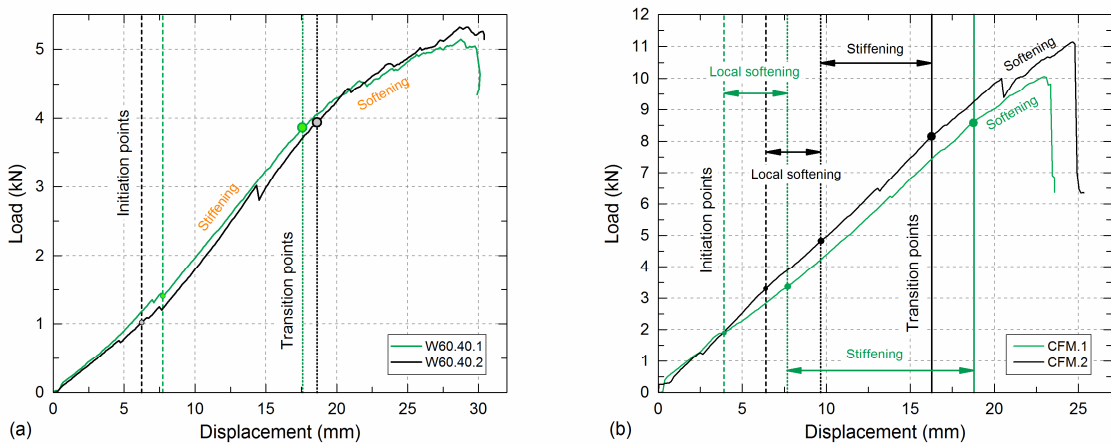 5
4
3
2
1
0
Load (kN)
0
5
10
15
20
25
30
Displacement (mm)
(a)
Initiation points
Stiffening
Transition points
Softening
W60.40.1
W60.40.2
12
11
10
9
8
7
6
5
4
3
2
1
0
Load (kN)
0
5
10
15
20
25
Displacement (mm)
(b)
Stiffening
Local softening
Local softening
Initiation points
Transition points
Softening
Softening
Stiffening
CFM.1
CFM.2